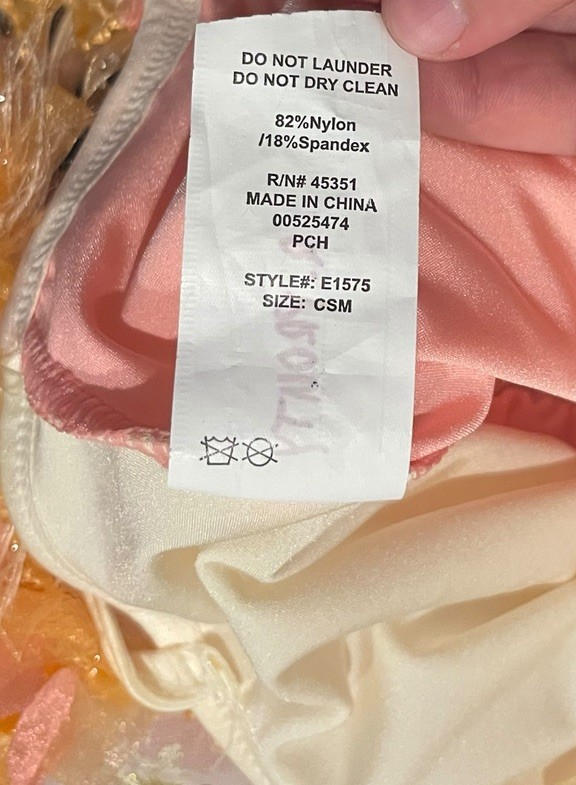 DO NOT LAUNDER
DO NOT DRY CLEAN
82%Nylon
/18%Spandex
R/N# 45351
MADE IN CHINA
00525474
PCH
STYLE#: E1575
SIZE: CSM